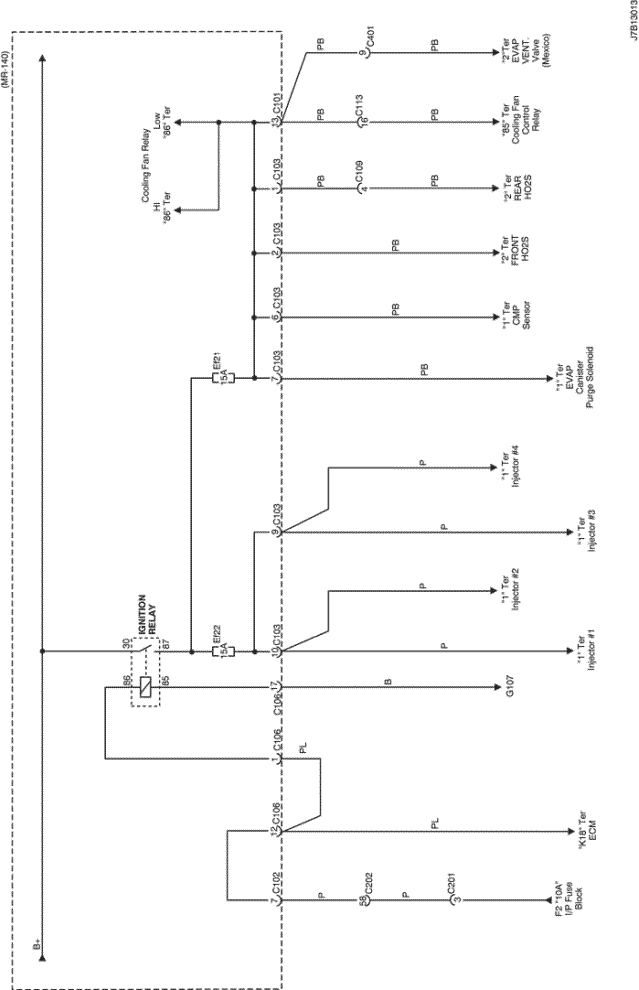 J7B13013
(MR-140)
B+
F2 "10A"
I/P Fuse
Block
3
C201
P
58
C202
P
7
C102
"K18" Ter
ECM
PL
12
C106
PL
1
C106
G107
B
17
C106
86
85
30
87
IGNITION
RELAY
"1" Ter
Injector #1
P
10
C103
Ef22
15A
"1" Ter
Injector #2
P
"1" Ter
Injector #3
P
9
C103
"1" Ter
Injector #4
P
"1" Ter
EVAP
Canister
Purge Solenoid
PB
7
C103
Ef21
15A
"1" Ter
CMP
Sensor
PB
6
C103
"2" Ter
FRONT
HO2S
PB
2
C103
"2" Ter
REAR
HO2S
PB
4
C109
PB
1
C103
"85" Ter
Cooling Fan
Control
Relay
PB
16
C113
PB
13
C101
"2" Ter
EVAP
VENT.
Valve
(Mexico)
PB
9
C401
PB
Cooling Fan Relay
HI
"86" Ter
Low
"86" Ter